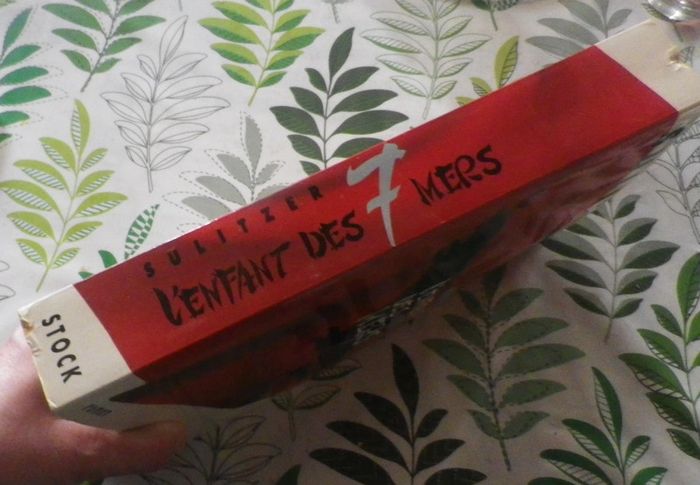 SULITZER
L'ENFANT DES 7 MERS
STOCK